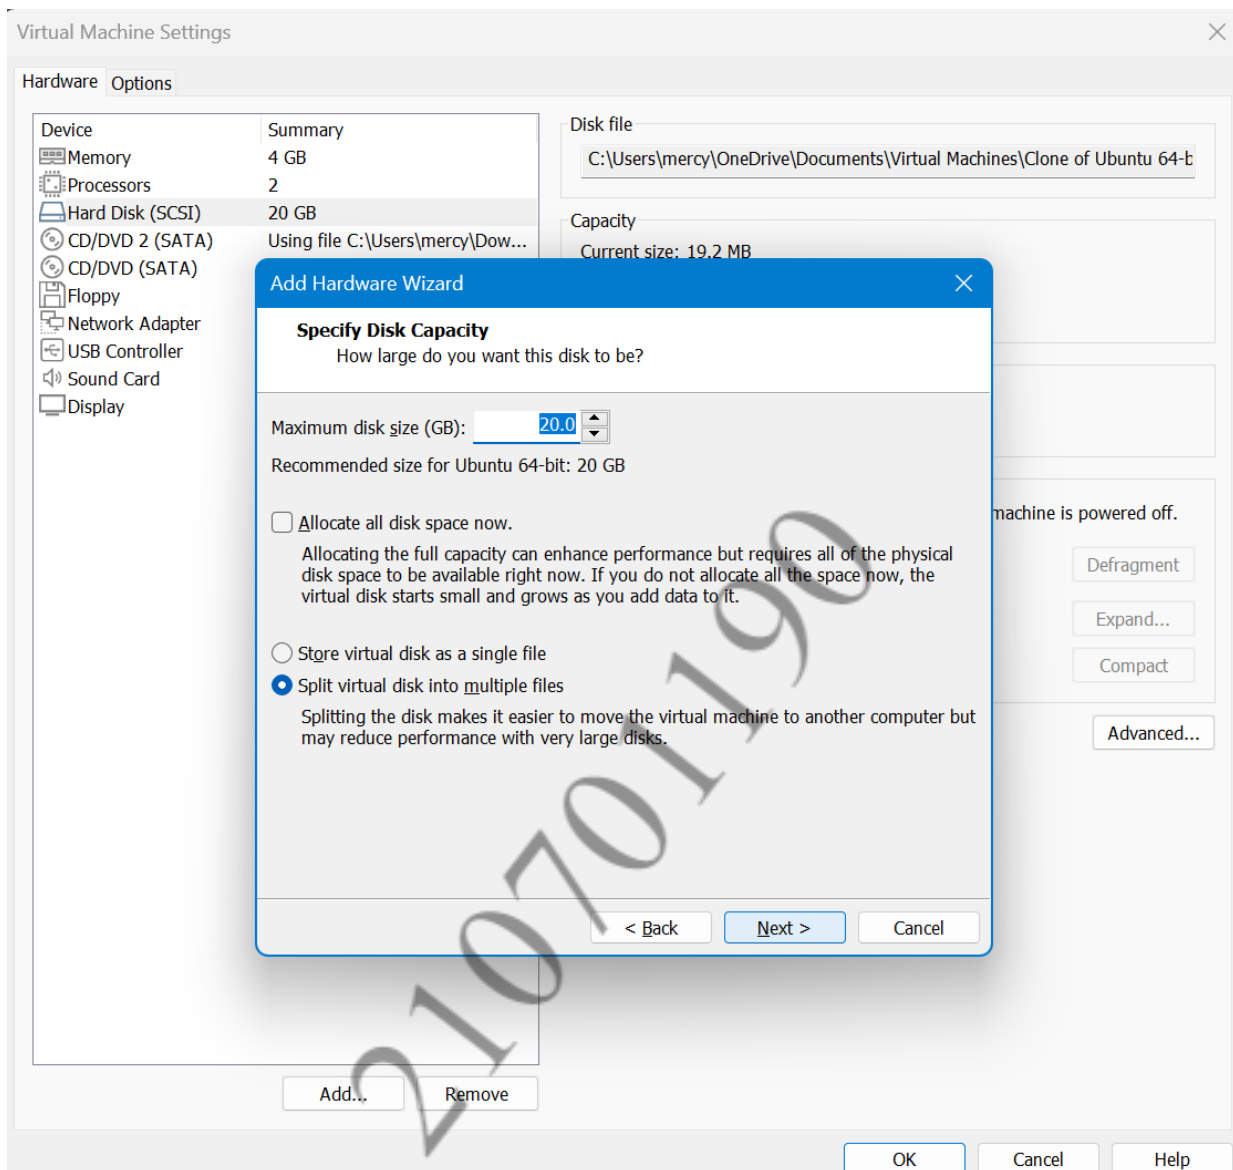 Virtual Machine Settings
Hardware Options
Device Summary
Memory 4 GB
Processors 2
Hard Disk (SCSI) 20 GB
CD/DVD 2 (SATA) Using file C:\Users\mercy\Dow...
CD/DVD (SATA)
Floppy
Network Adapter
USB Controller
Sound Card
Display
Add... Remove
Disk file
C:\Users\mercy\OneDrive\Documents\Virtual Machines\Clone of Ubuntu 64-b
Capacity
Current size: 19.2 MB
machine is powered off.
Defragment
Expand...
Compact
Advanced...
Add Hardware Wizard
Specify Disk Capacity
How large do you want this disk to be?
Maximum disk size (GB): 20.0
Recommended size for Ubuntu 64-bit: 20 GB
Allocate all disk space now.
Allocating the full capacity can enhance performance but requires all of the physical
disk space to be available right now. If you do not allocate all the space now, the
virtual disk starts small and grows as you add data to it.
Store virtual disk as a single file
Split virtual disk into multiple files
Splitting the disk makes it easier to move the virtual machine to another computer but
may reduce performance with very large disks.
< Back Next > Cancel
OK Cancel Help
210701190